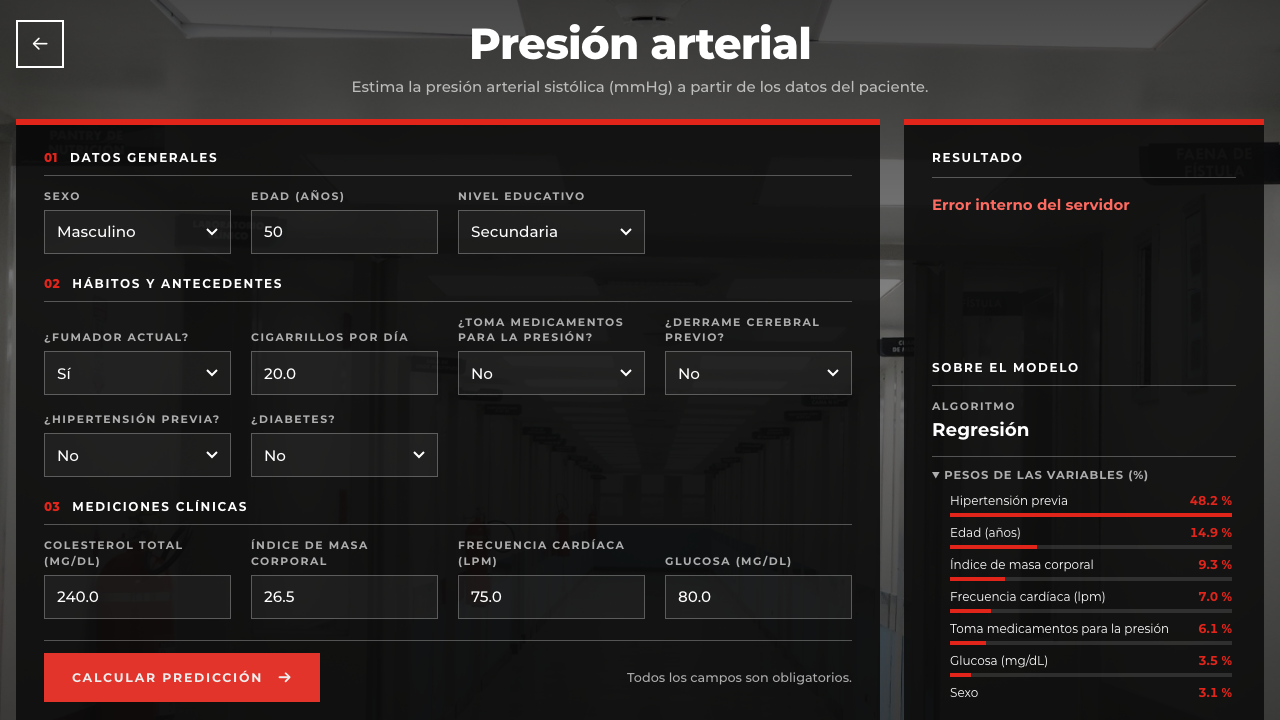 Presión arterial
Estima la presión arterial sistólica (mmHg) a partir de los datos del paciente.
01 DATOS GENERALES
SEXO
EDAD (AÑOS)
NIVEL EDUCATIVO
Masculino
50
Secundaria
02 HÁBITOS Y ANTECEDENTES
¿FUMADOR ACTUAL?
CIGARRILLOS POR DÍA
¿TOMA MEDICAMENTOS
PARA LA PRESIÓN?
¿DERRAME CEREBRAL
PREVIO?
Sí
20.0
No
No
¿HIPERTENSIÓN PREVIA?
¿DIABETES?
No
No
03 MEDICIONES CLÍNICAS
COLESTEROL TOTAL
(MG/DL)
ÍNDICE DE MASA
CORPORAL
FRECUENCIA CARDÍACA
(LPM)
GLUCOSA (MG/DL)
240.0
26.5
75.0
80.0
CALCULAR PREDICCIÓN →
Todos los campos son obligatorios.
RESULTADO
FAENA DE
FISTULA
Error interno del servidor
SOBRE EL MODELO
ALGORITMO
Regresión
▼ PESOS DE LAS VARIABLES (%)
Hipertensión previa 48.2 %
Edad (años) 14.9 %
Índice de masa corporal 9.3 %
Frecuencia cardíaca (lpm) 7.0 %
Toma medicamentos para la presión 6.1 %
Glucosa (mg/dL) 3.5 %
Sexo 3.1 %